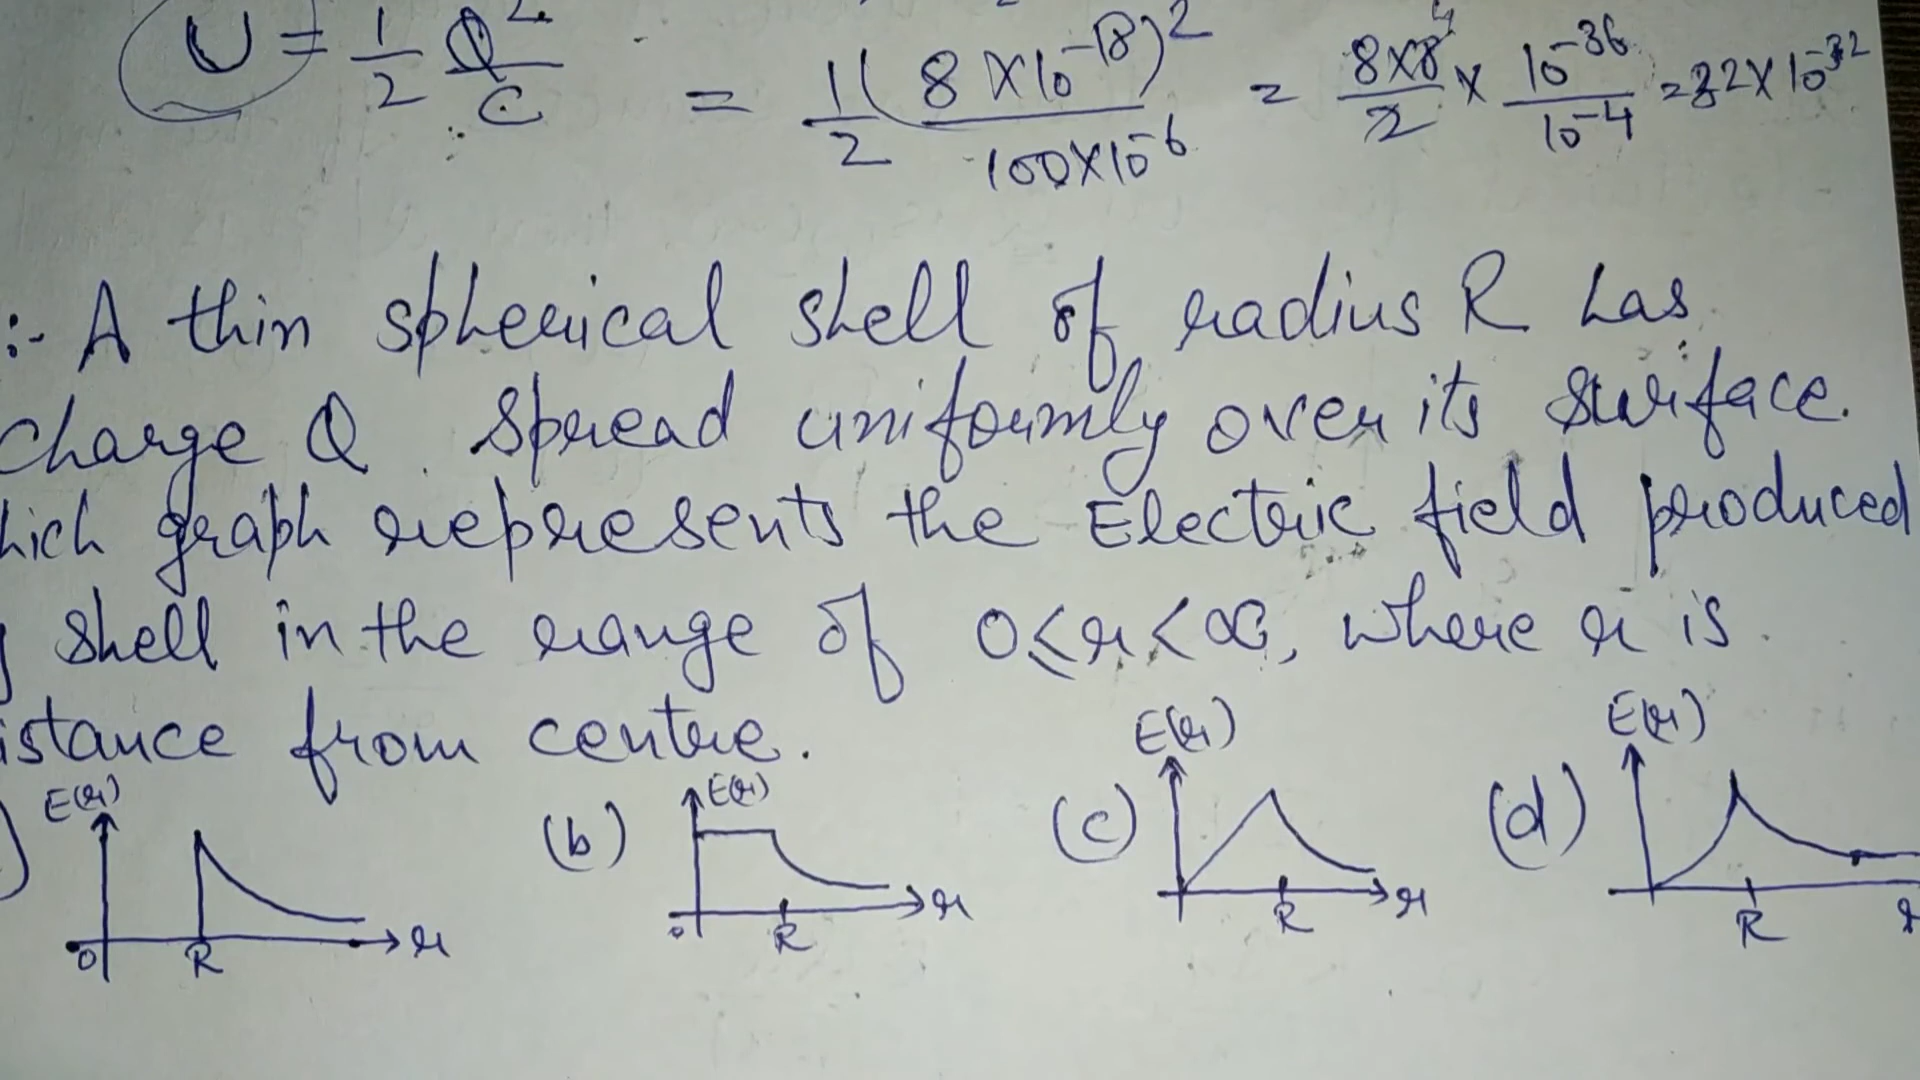 U = 1/2 Q²/C = 1/2 (8 × 10⁻¹⁸)²/100×10⁻⁶ = 8×8/2 × 10⁻³⁶/10⁻⁴ = 32 × 10⁻³²
:- A thin spherical shell of radius R has
charge Q spread uniformly over its surface.
hich graph represents the Electric field produced
shell in the range of 0≤r<∞, where r is
istance from centre.
E(r) E(r) E(r) E(r)
) (b) (c) (d)
0 R r 0 R r R r R r